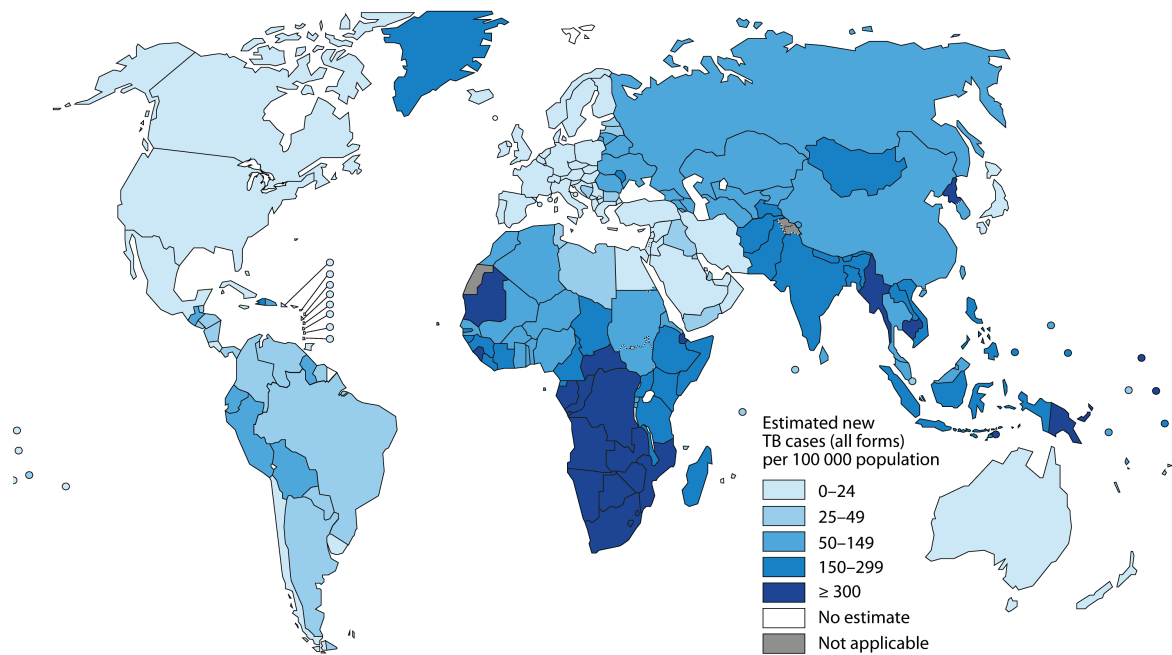 Estimated new
TB cases (all forms)
per 100 000 population
0–24
25–49
50–149
150–299
≥ 300
No estimate
Not applicable